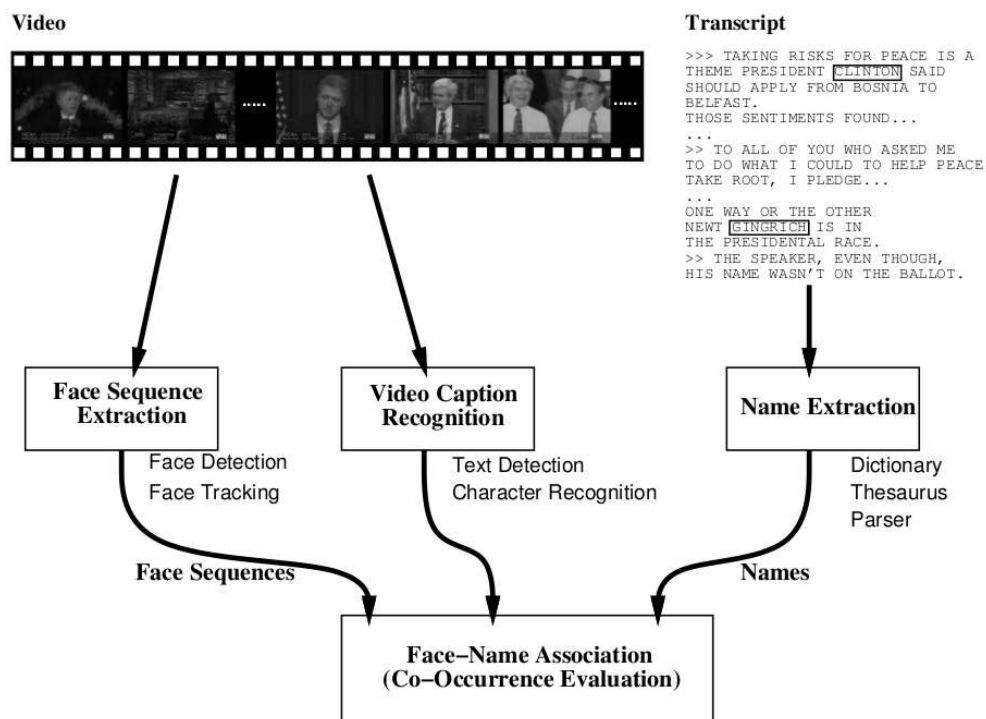 Video
Transcript
>>> TAKING RISKS FOR PEACE IS A
THEME PRESIDENT CLINTON SAID
SHOULD APPLY FROM BOSNIA TO
BELFAST.
THOSE SENTIMENTS FOUND...
...
>> TO ALL OF YOU WHO ASKED ME
TO DO WHAT I COULD TO HELP PEACE
TAKE ROOT, I PLEDGE...
...
ONE WAY OR THE OTHER
NEWT GINGRICH IS IN
THE PRESIDENTAL RACE.
>> THE SPEAKER, EVEN THOUGH,
HIS NAME WASN'T ON THE BALLOT.
.....
.....
Face Sequence
Extraction
Video Caption
Recognition
Name Extraction
Face Detection
Face Tracking
Text Detection
Character Recognition
Dictionary
Thesaurus
Parser
Face Sequences
Names
Face-Name Association
(Co-Occurrence Evaluation)